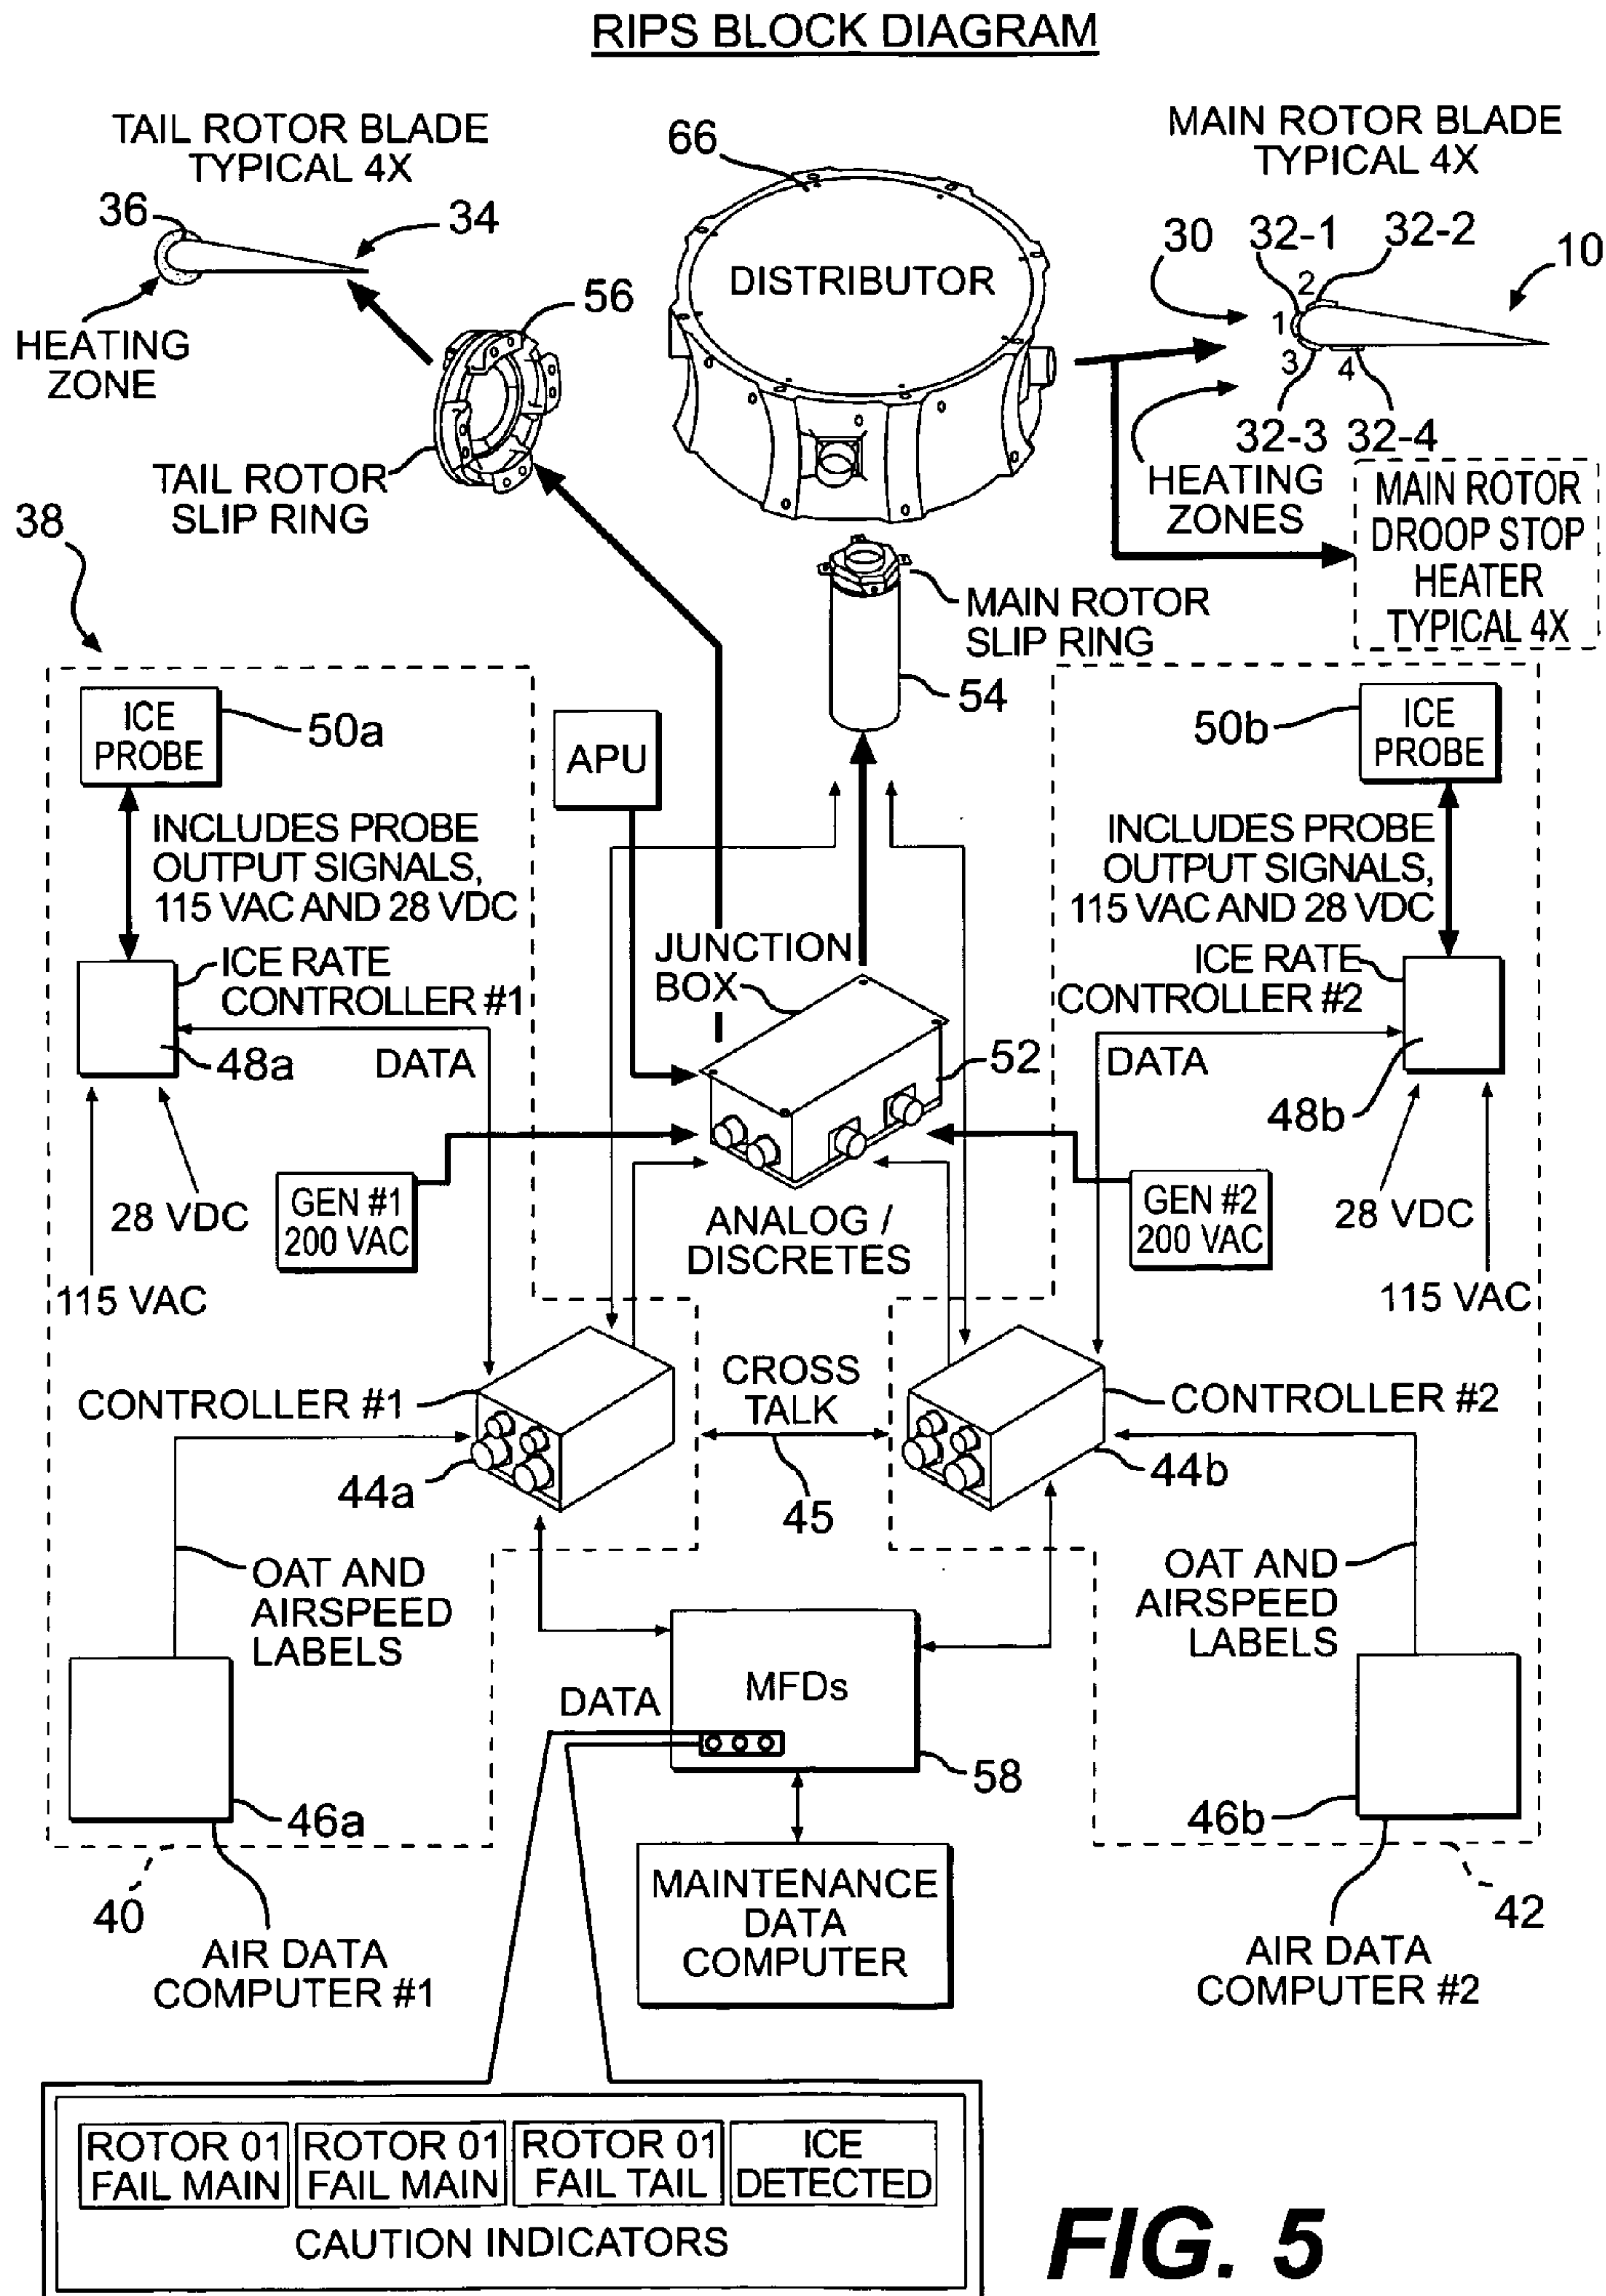 RIPS BLOCK DIAGRAM
TAIL ROTOR BLADE
TYPICAL 4X
36
34
HEATING
ZONE
56
TAIL ROTOR
SLIP RING
66
DISTRIBUTOR
MAIN ROTOR BLADE
TYPICAL 4X
30
32-1
32-2
10
2
1
3
4
32-3
32-4
HEATING
ZONES
MAIN ROTOR
DROOP STOP
HEATER
TYPICAL 4X
MAIN ROTOR
SLIP RING
54
38
ICE
PROBE
50a
INCLUDES PROBE
OUTPUT SIGNALS,
115 VAC AND 28 VDC
ICE RATE
CONTROLLER #1
48a
DATA
28 VDC
115 VAC
APU
JUNCTION
BOX
52
GEN #1
200 VAC
GEN #2
200 VAC
ANALOG /
DISCRETES
50b
ICE
PROBE
INCLUDES PROBE
OUTPUT SIGNALS,
115 VAC AND 28 VDC
ICE RATE
CONTROLLER #2
DATA
48b
28 VDC
115 VAC
CONTROLLER #1
44a
CROSS
TALK
45
CONTROLLER #2
44b
OAT AND
AIRSPEED
LABELS
46a
40
AIR DATA
COMPUTER #1
DATA
MFDs
58
MAINTENANCE
DATA
COMPUTER
OAT AND
AIRSPEED
LABELS
46b
42
AIR DATA
COMPUTER #2
ROTOR 01
FAIL MAIN
ROTOR 01
FAIL MAIN
ROTOR 01
FAIL TAIL
ICE
DETECTED
CAUTION INDICATORS
FIG. 5